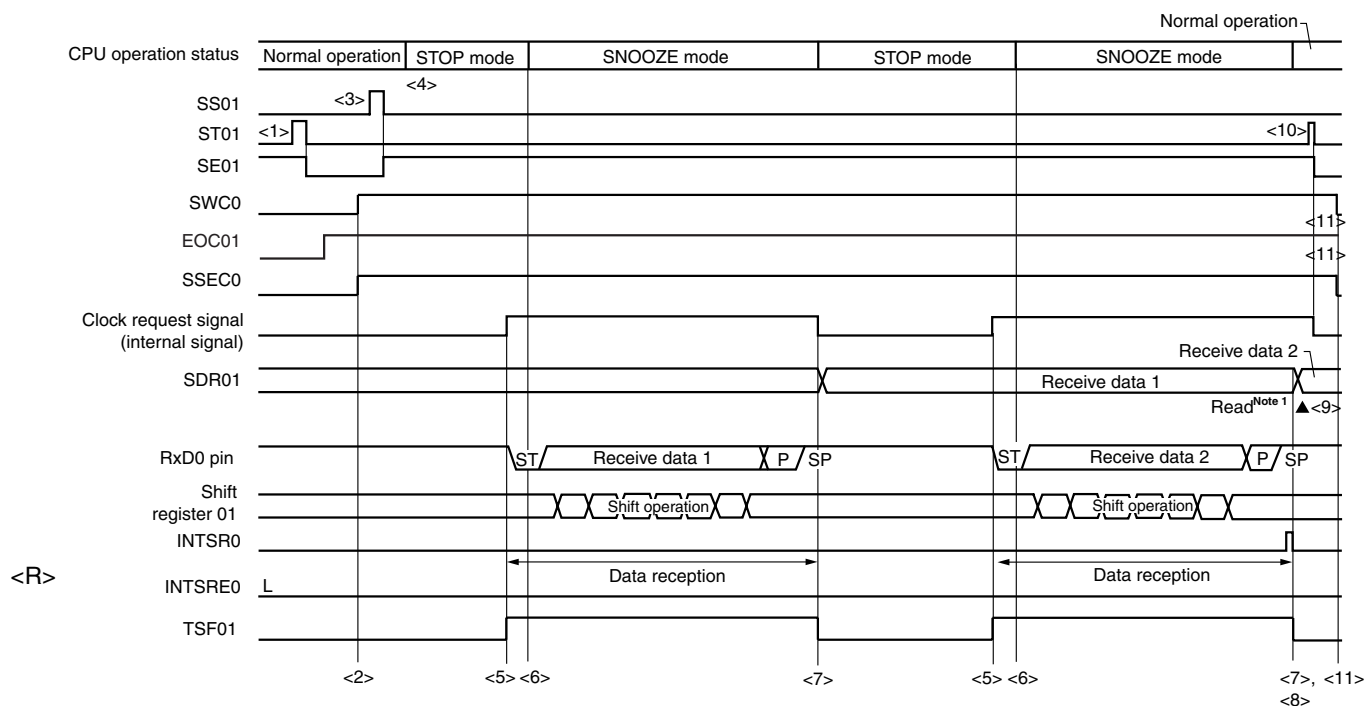 Normal operation
CPU operation status Normal operation STOP mode SNOOZE mode STOP mode SNOOZE mode
<4>
SS01 <3>
ST01 <1> <10>
SE01
SWC0
<11>
EOC01
<11>
SSEC0
Clock request signal
(internal signal)
Receive data 2
SDR01 Receive data 1
Read Note 1 ▲<9>
RxD0 pin ST Receive data 1 P SP ST Receive data 2 P SP
Shift
register 01 Shift operation Shift operation
INTSR0
<R> Data reception Data reception
INTSRE0 L
TSF01
<2> <5> <6> <7> <5> <6> <7>, <11>
<8>